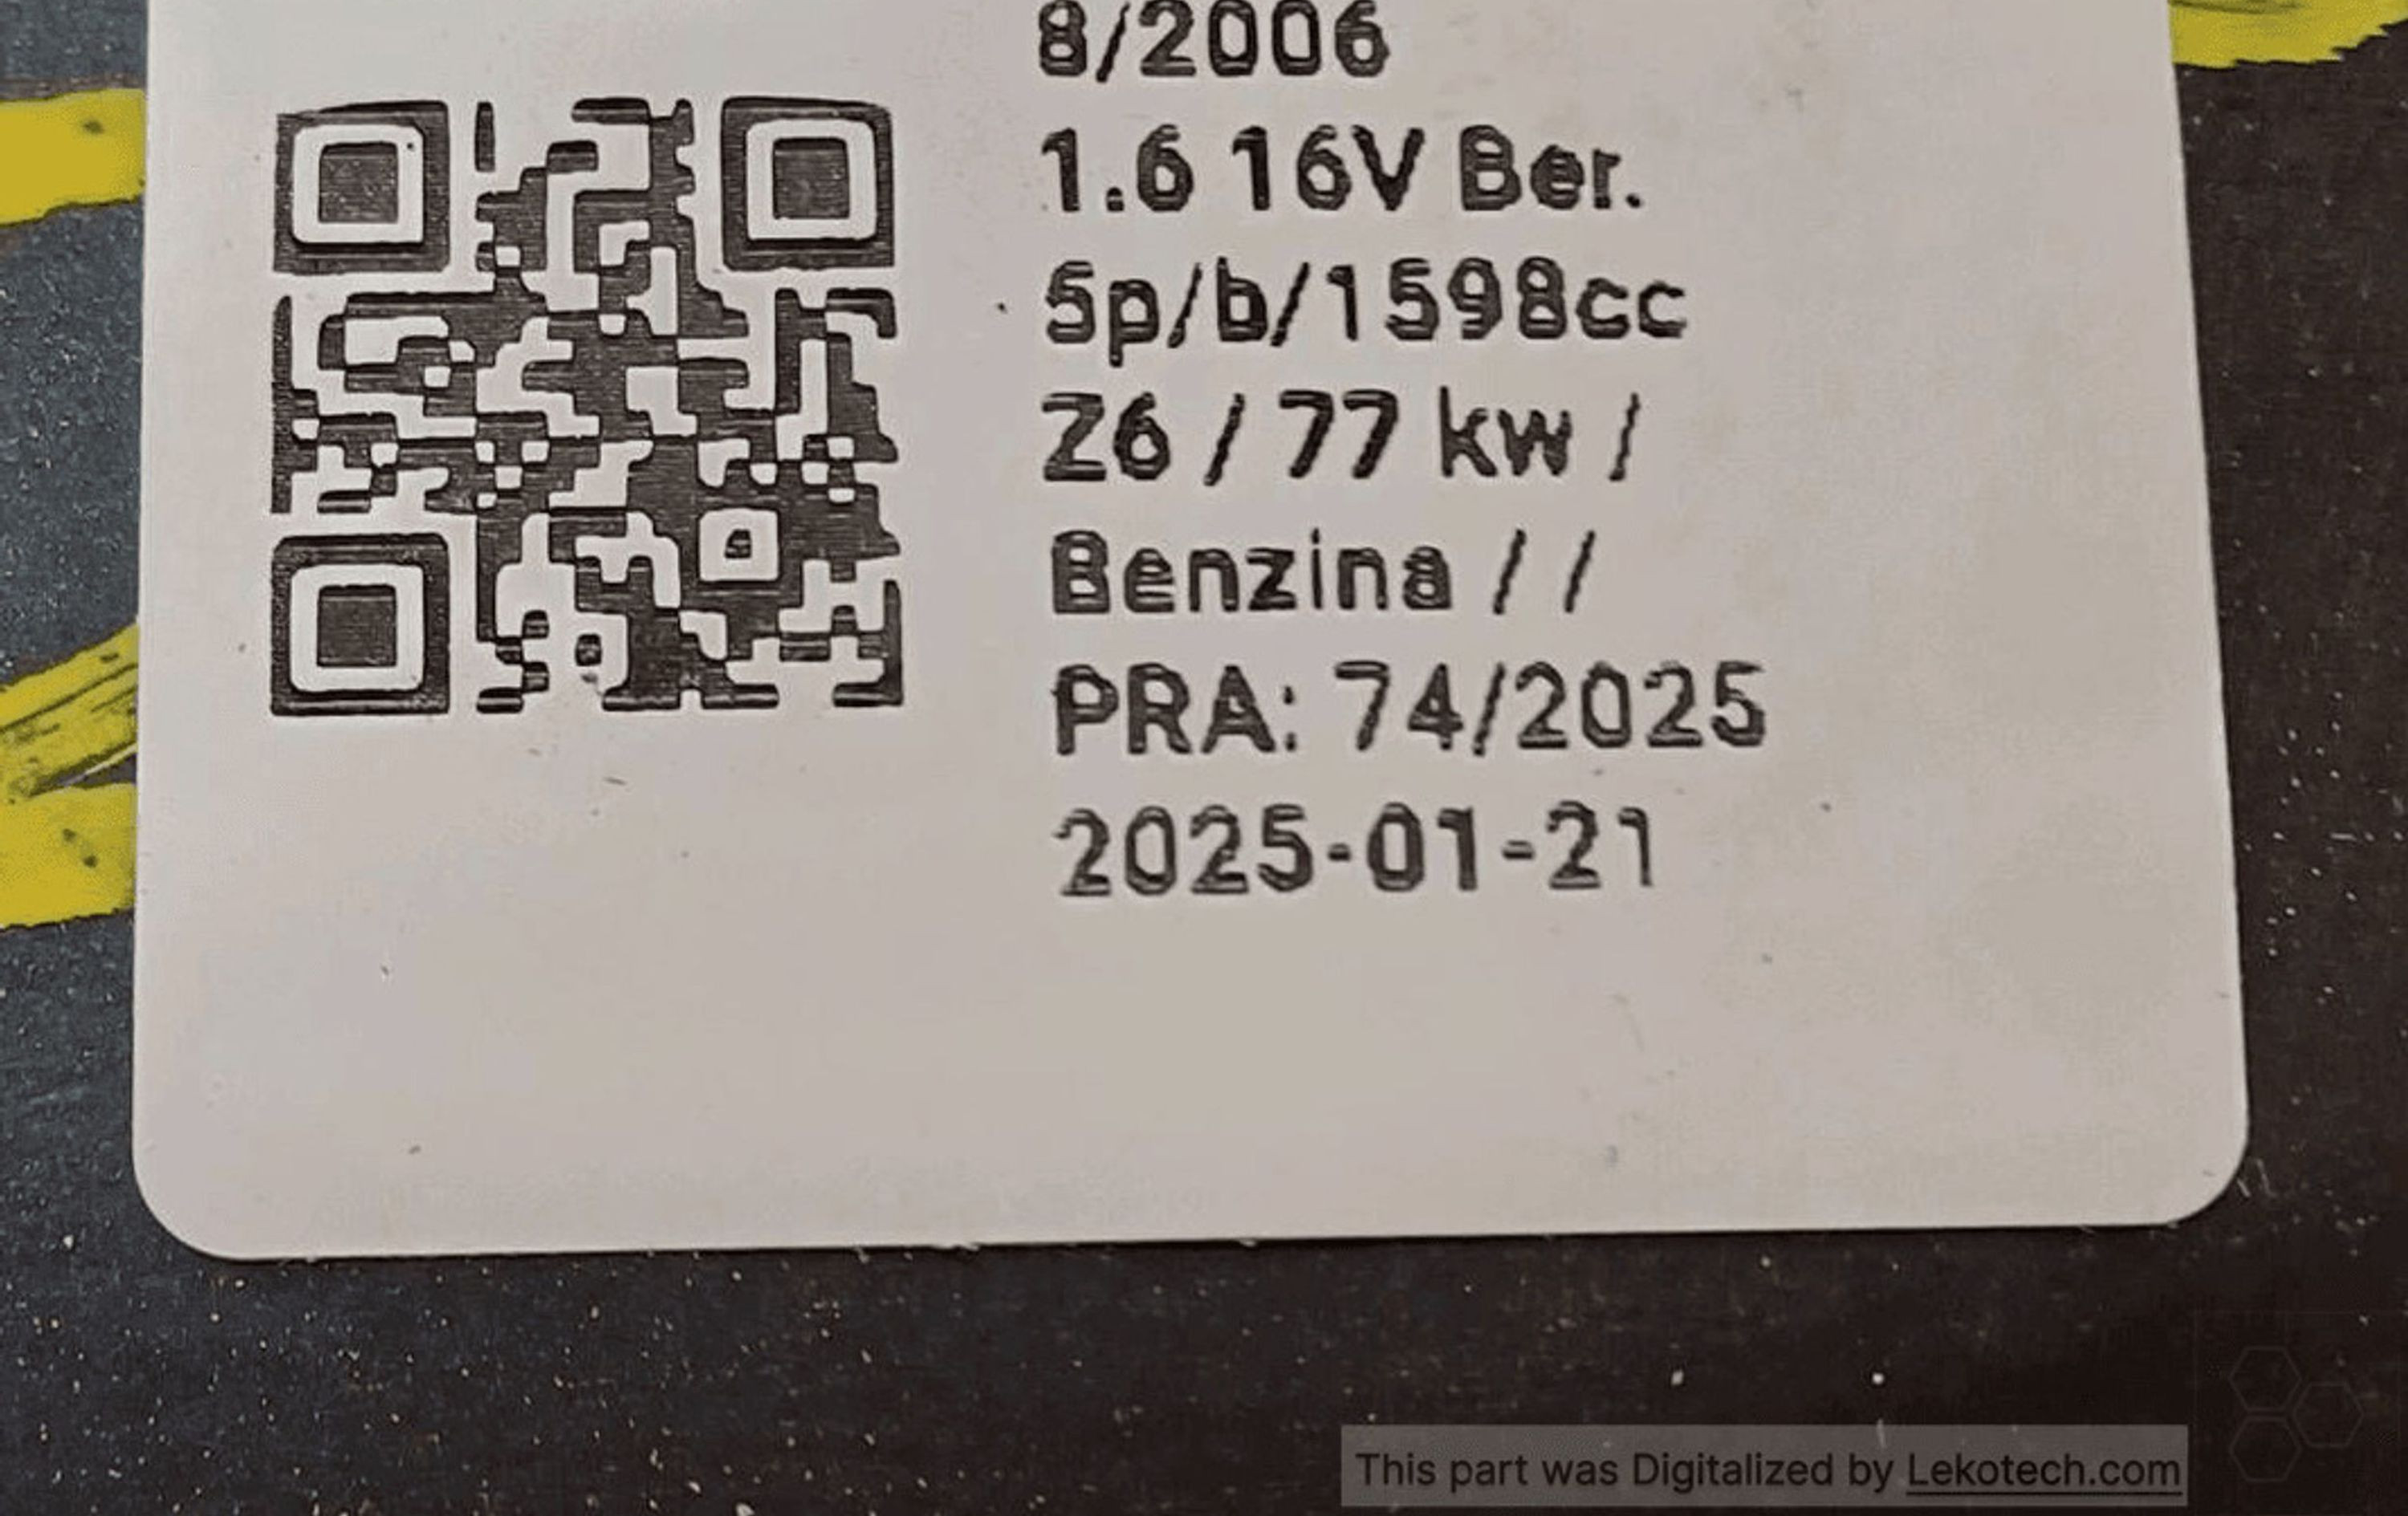 8/2006
1.6 16V Ber.
5p/b/1598cc
Z6 / 77 kw /
Benzina / /
PRA: 74/2025
2025-01-21
This part was Digitalized by Lekotech.com